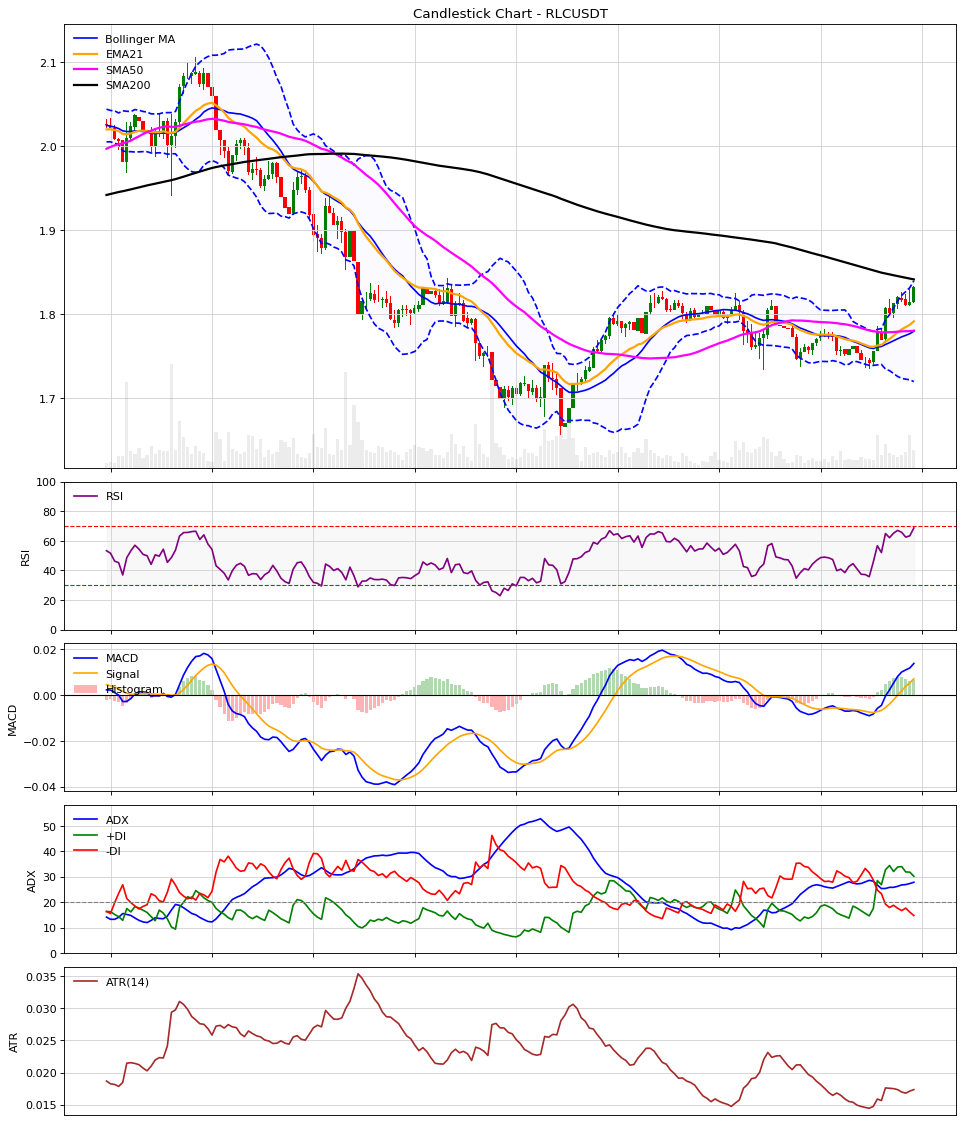 Candlestick Chart - RLCUSDT
Bollinger MA
EMA21
SMA50
SMA200
2.1
2.0
1.9
1.8
1.7
100
80
60
40
20
0
RSI
RSI
0.02
0.00
−0.02
−0.04
MACD
MACD
Signal
Histogram
50
40
30
20
10
0
ADX
ADX
+DI
-DI
0.035
0.030
0.025
0.020
0.015
ATR
ATR(14)